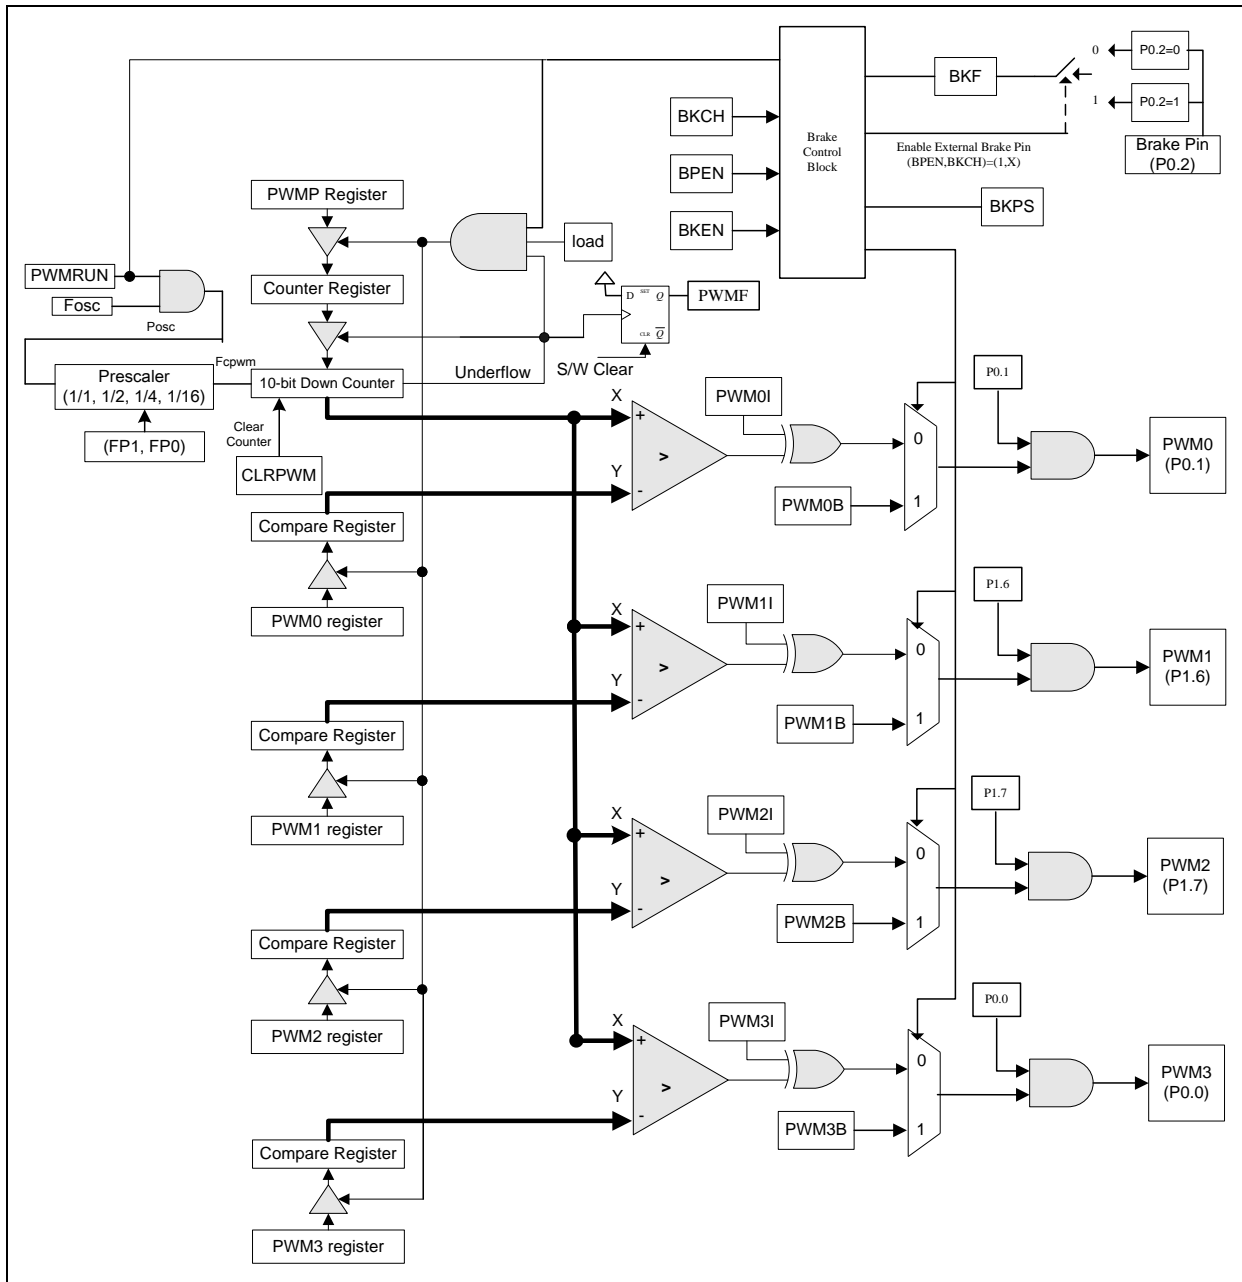 0
P0.2=0
BKF
1
P0.2=1
BKCH
Brake
Control
Block
Enable External Brake Pin
(BPEN,BKCH)=(1,X)
Brake Pin
(P0.2)
BPEN
PWMP Register
BKPS
BKEN
load
PWMRUN
Counter Register
Fosc
Posc
D SET Q
CLR Q
PWMF
Fcpwm
Underflow
S/W Clear
Prescaler
(1/1, 1/2, 1/4, 1/16)
10-bit Down Counter
Clear
Counter
(FP1, FP0)
CLRPWM
X
+
>
Y
-
PWM0I
0
PWM0B
1
P0.1
PWM0
(P0.1)
Compare Register
PWM0 register
X
+
>
Y
-
PWM1I
0
PWM1B
1
P1.6
PWM1
(P1.6)
Compare Register
PWM1 register
X
+
>
Y
-
PWM2I
0
PWM2B
1
P1.7
PWM2
(P1.7)
Compare Register
PWM2 register
X
+
>
Y
-
PWM3I
0
PWM3B
1
P0.0
PWM3
(P0.0)
Compare Register
PWM3 register